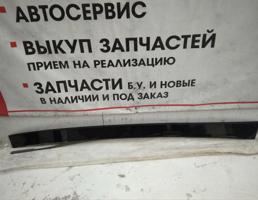 АВТОСЕРВИС
ВЫКУП ЗАПЧАСТЕЙ
ПРИЕМ НА РЕАЛИЗАЦИЮ
ЗАПЧАСТИ Б.У. И НОВЫЕ
В НАЛИЧИИ И ПОД ЗАКАЗ